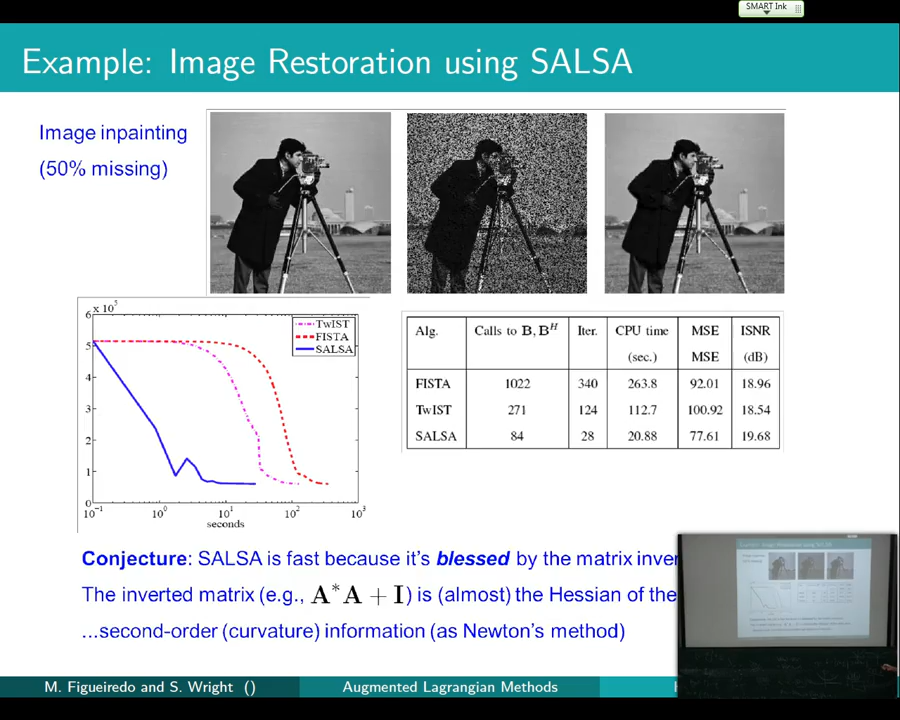 SMART Ink
Example: Image Restoration using SALSA
Image inpainting
(50% missing)
6 x 10^5
5
4
3
2
1
0
10^-1 10^0 10^1 10^2 10^3
seconds
TwIST
FISTA
SALSA
Alg. Calls to B, B^H Iter. CPU time MSE ISNR
(sec.) MSE (dB)
FISTA 1022 340 263.8 92.01 18.96
TwIST 271 124 112.7 100.92 18.54
SALSA 84 28 20.88 77.61 19.68
Conjecture: SALSA is fast because it's blessed by the matrix
The inverted matrix (e.g., A*A + I) is (almost) the Hessian of the
...second-order (curvature) information (as Newton's method)
M. Figueiredo and S. Wright () Augmented Lagrangian Methods